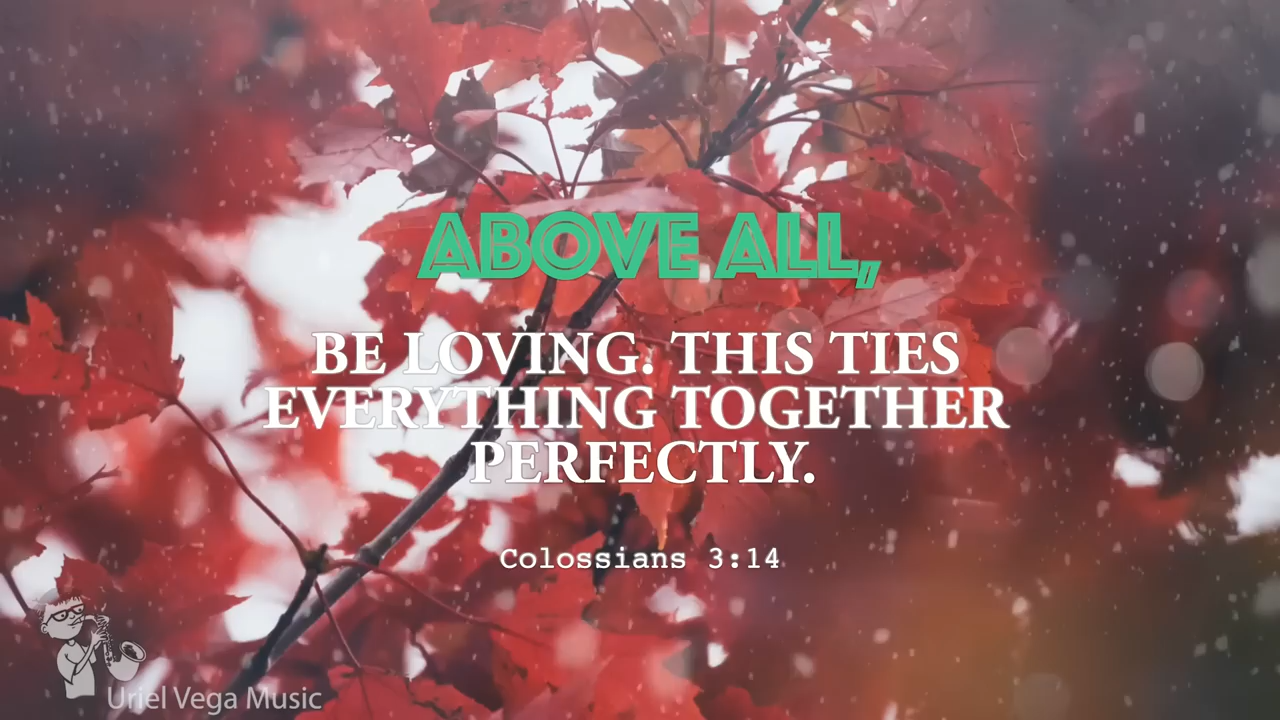 ABOVE ALL,
BE LOVING. THIS TIES
EVERYTHING TOGETHER
PERFECTLY.
Colossians 3:14
Uriel Vega Music